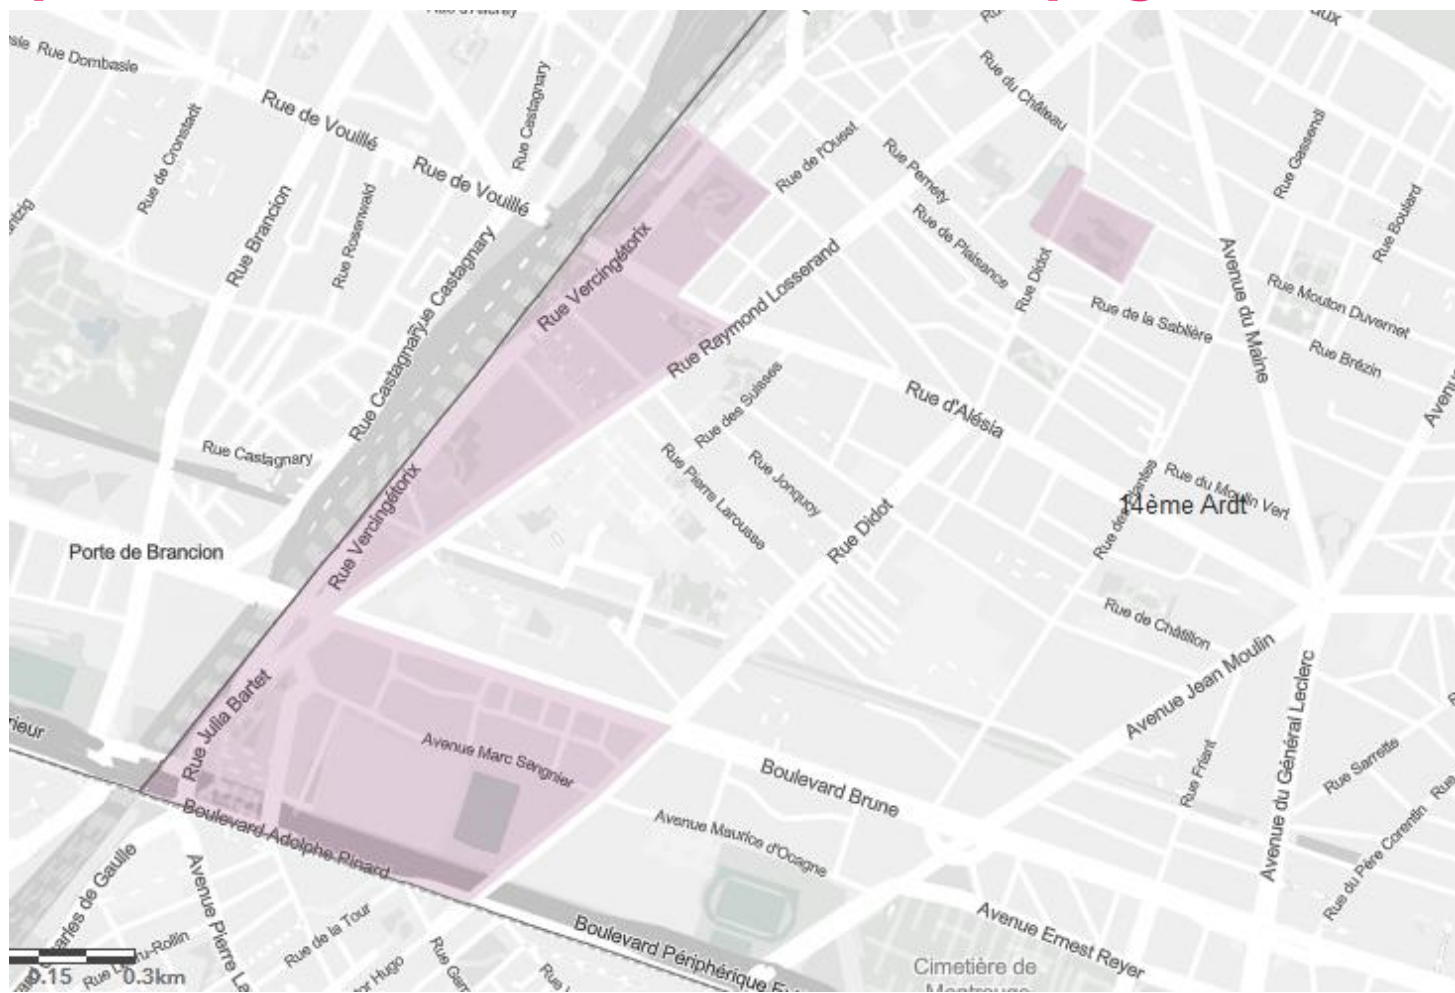 Rue Dombasle
Rue de Vouillé
Rue Castagnary
Rue de Cronstadt
Rue de Vouillé
Rue Brancion
Rue Rosenwald
Rue Castagnary
Rue Castagnary
Rue Castagnary
Rue Vercingétorix
Rue de l'Ouest
Rue Pernety
Rue du Château
Rue Gassendi
Rue Boulard
Rue de Plaisance
Rue Didot
Rue Raymond Losserand
Avenue du Maine
Rue Mouton Duvernet
Rue de la Sablière
Rue Brézin
Rue d'Alésia
Rue des Suisses
Rue Pierre Larousse
Rue Jonquoy
Rue Didot
Rue du Moulin Vert
14ème Ardt
Rue Vercingétorix
Porte de Brancion
Rue de Châtillon
Avenue Jean Moulin
Avenue du Général Leclerc
Rue Julia Bartet
Avenue Marc Sengnier
Boulevard Brune
Rue Friant
Rue Sarrette
Boulevard Adolphe Pinard
Avenue Maurice d'Ocagne
Rue du Père Corentin
Avenue Ernest Reyer
Rue de la Tour
Boulevard Périphérique
Cimetière de
Montrouge
0.15
0.3km